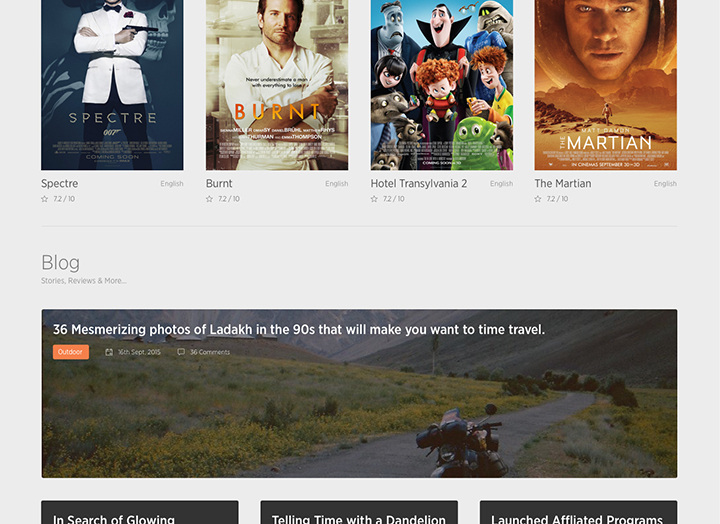 SPECTRE
007
COMING SOON
Never underestimate a man
with everything to lose
BURNT
COMING SOON
MATT DAMON
THE MARTIAN
IN CINEMAS SEPTEMBER 30
Spectre
English
7.2 / 10
Burnt
English
7.2 / 10
Hotel Transylvania 2
English
7.2 / 10
The Martian
English
7.2 / 10
Blog
Stories, Reviews & More...
36 Mesmerizing photos of Ladakh in the 90s that will make you want to time travel.
Outdoor
16th Sept. 2015
36 Comments
In Search of Glowing
Telling Time with a Dandelion
Launched Affliated Programs